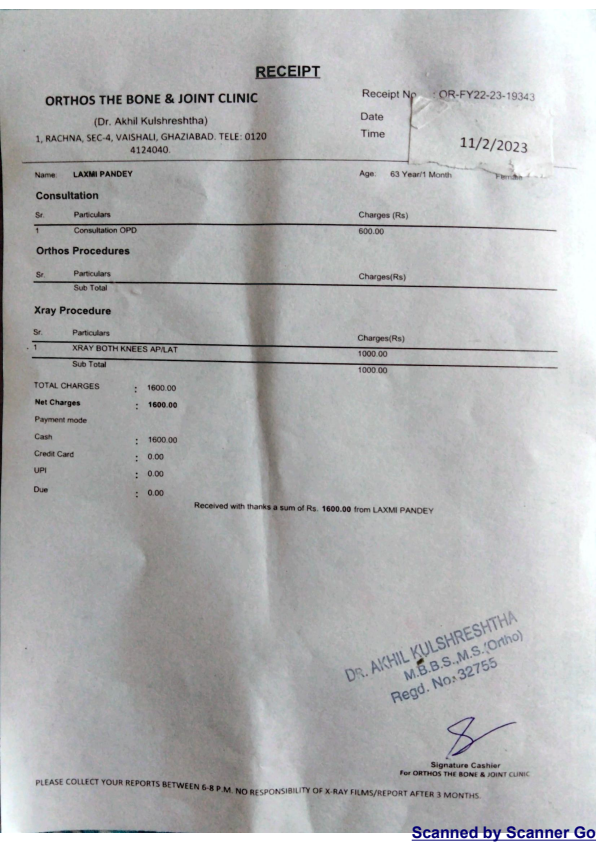 RECEIPT
ORTHOS THE BONE & JOINT CLINIC
Receipt No : OR-FY22-23-19343
(Dr. Akhil Kulshreshtha)
Date
1, RACHNA, SEC-4, VAISHALI, GHAZIABAD. TELE: 0120
4124040.
Time
11/2/2023
Name: LAXMI PANDEY Age: 63 Year/1 Month Female
Consultation
Sr. Particulars Charges (Rs)
1 Consultation OPD 600.00
Orthos Procedures
Sr. Particulars Charges(Rs)
Sub Total
Xray Procedure
Sr. Particulars Charges(Rs)
1 XRAY BOTH KNEES AP/LAT 1000.00
Sub Total 1000.00
TOTAL CHARGES : 1600.00
Net Charges : 1600.00
Payment mode
Cash : 1600.00
Credit Card : 0.00
UPI : 0.00
Due : 0.00
Received with thanks a sum of Rs. 1600.00 from LAXMI PANDEY
DR. AKHIL KULSHRESHTHA
M.B.B.S.,M.S.(Ortho)
Regd. No: 32755
Signature Cashier
For ORTHOS THE BONE & JOINT CLINIC
PLEASE COLLECT YOUR REPORTS BETWEEN 6-8 P.M. NO RESPONSIBILITY OF X-RAY FILMS/REPORT AFTER 3 MONTHS.
Scanned by Scanner Go